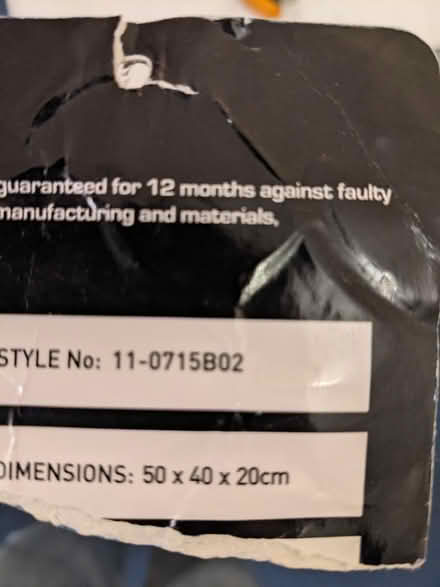 guaranteed for 12 months against faulty
manufacturing and materials,
STYLE No: 11-0715B02
DIMENSIONS: 50 x 40 x 20cm